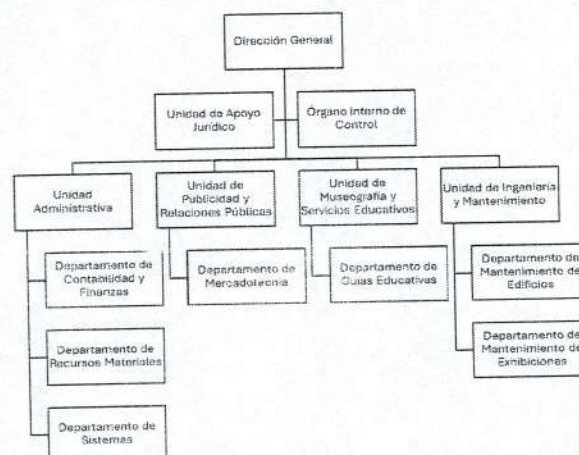 Dirección General
Unidad de Apoyo
Jurídico
Órgano Interno de
Control
Unidad
Administrativa
Unidad de
Publicidad y
Relaciones Públicas
Unidad de
Museografía y
Servicios Educativos
Unidad de Ingeniería
y Mantenimiento
Departamento de
Contabilidad y
Finanzas
Departamento de
Mercadotecnia
Departamento de
Guías Educativas
Departamento de
Mantenimiento de
Edificios
Departamento de
Recursos Materiales
Departamento de
Mantenimiento de
Exhibiciones
Departamento de
Sistemas